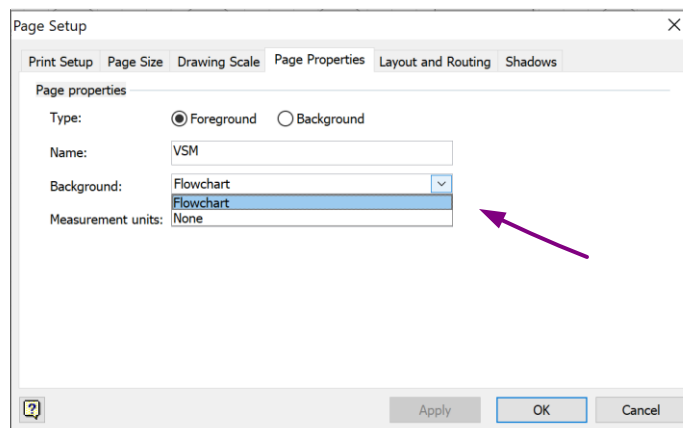 Page Setup
Print Setup Page Size Drawing Scale Page Properties Layout and Routing Shadows
Page properties
Type: Foreground Background
Name: VSM
Background: Flowchart
Flowchart
Measurement units: None
Apply OK Cancel